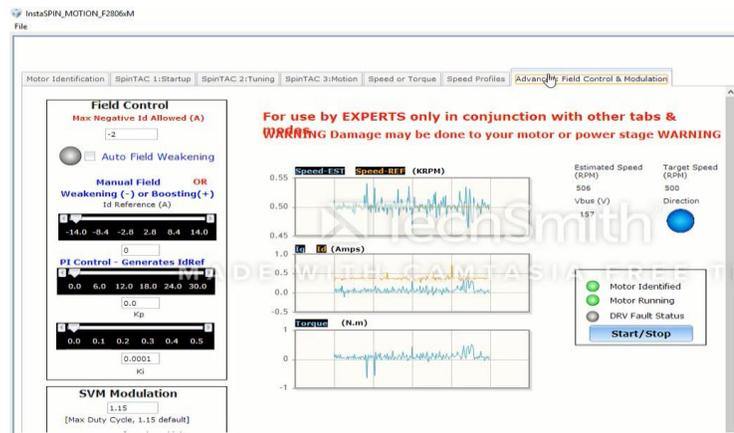 InstaSPIN_MOTION_F2806xM
File
Motor Identification SpinTAC 1:Startup SpinTAC 2:Tuning SpinTAC 3:Motion Speed or Torque Speed Profiles Advanced: Field Control & Modulation
Field Control
Max Negative Id Allowed (A)
-2
Auto Field Weakening
Manual Field OR
Weakening (-) or Boosting(+)
Id Reference (A)
-14.0 -8.4 -2.8 2.8 8.4 14.0
0
PI Control - Generates IdRef
0.0 6.0 12.0 18.0 24.0 30.0
0.0
Kp
0.0 0.1 0.2 0.3 0.4 0.5
0.0001
Ki
SVM Modulation
1.15
[Max Duty Cycle, 1.15 default]
For use by EXPERTS only in conjunction with other tabs &
modes
WARNING Damage may be done to your motor or power stage WARNING
Speed-EST Speed-REF (KRPM)
0.55
0.50
0.45
Iq Id (Amps)
1.0
0.5
0.0
-0.5
Torque (N.m)
1
0
-1
Estimated Speed (RPM)
506
Vbus (V)
157
Target Speed (RPM)
500
Direction
Motor Identified
Motor Running
DRV Fault Status
Start/Stop
TechSmith
MADE WITH CAMTASIA FREE T